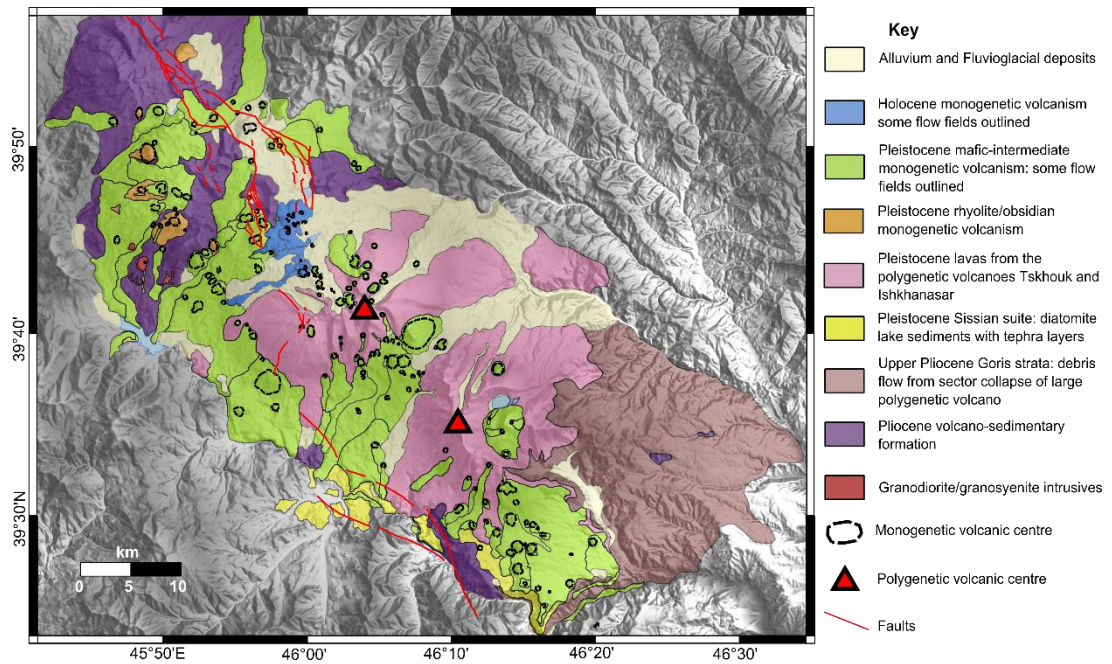 Key
Alluvium and Fluvioglacial deposits
Holocene monogenetic volcanism
some flow fields outlined
Pleistocene mafic-intermediate
monogenetic volcanism: some flow
fields outlined
Pleistocene rhyolite/obsidian
monogenetic volcanism
Pleistocene lavas from the
polygenetic volcanoes Tskhouk and
Ishkhanasar
Pleistocene Sissian suite: diatomite
lake sediments with tephra layers
Upper Pliocene Goris strata: debris
flow from sector collapse of large
polygenetic volcano
Pliocene volcano-sedimentary
formation
Granodiorite/granosyenite intrusives
Monogenetic volcanic centre
Polygenetic volcanic centre
Faults
39°50'
39°40'
39°30'N
km
0 5 10
45°50'E 46°00' 46°10' 46°20' 46°30'